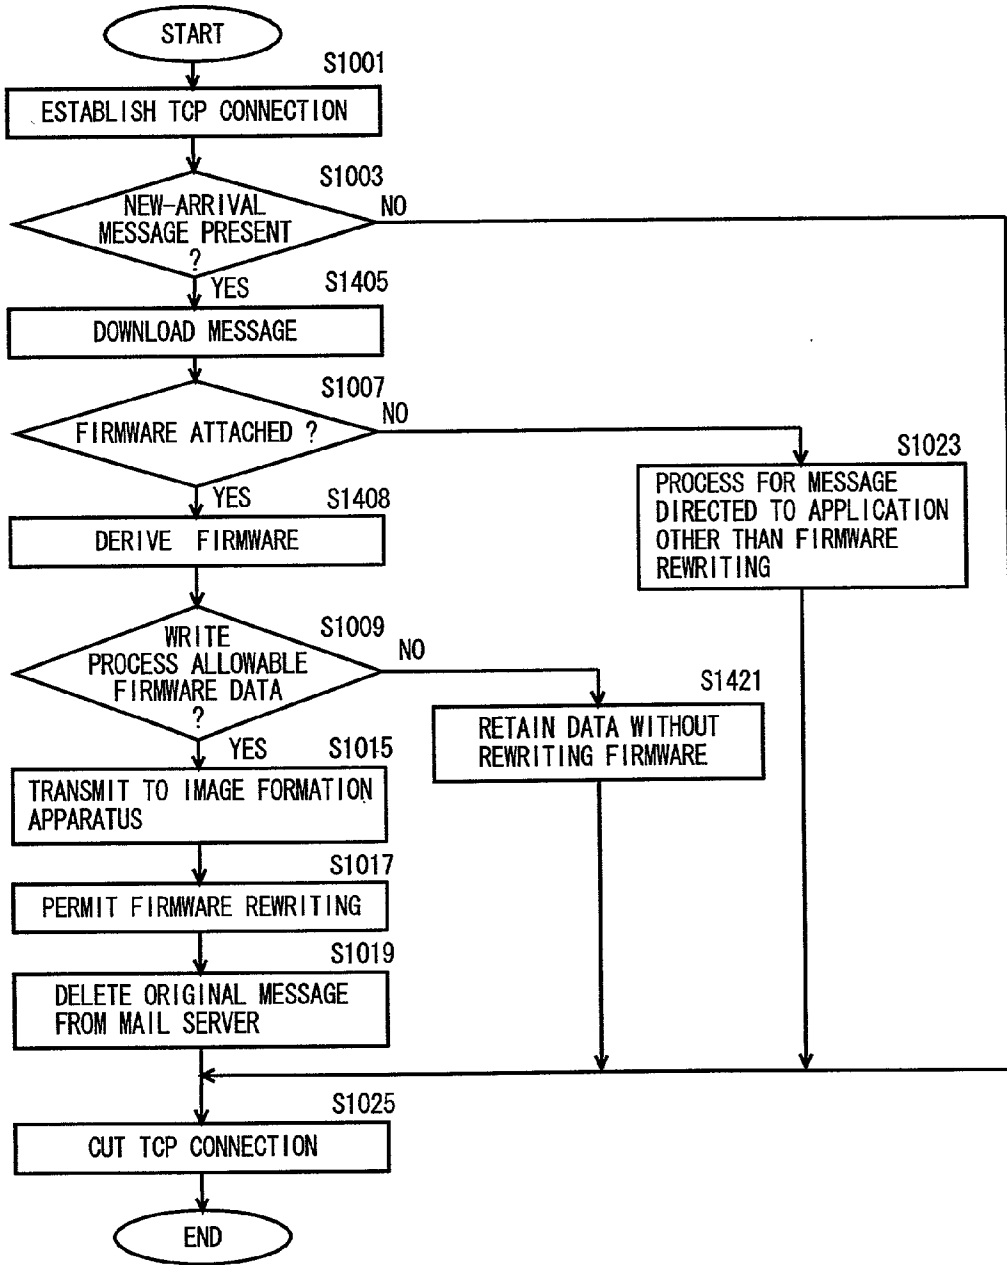 START
S1001
ESTABLISH TCP CONNECTION
S1003
NEW-ARRIVAL
MESSAGE PRESENT
?
NO
YES
S1405
DOWNLOAD MESSAGE
S1007
FIRMWARE ATTACHED ?
NO
S1023
PROCESS FOR MESSAGE
DIRECTED TO APPLICATION
OTHER THAN FIRMWARE
REWRITING
YES
S1408
DERIVE FIRMWARE
S1009
WRITE
PROCESS ALLOWABLE
FIRMWARE DATA
?
NO
S1421
RETAIN DATA WITHOUT
REWRITING FIRMWARE
YES
S1015
TRANSMIT TO IMAGE FORMATION
APPARATUS
S1017
PERMIT FIRMWARE REWRITING
S1019
DELETE ORIGINAL MESSAGE
FROM MAIL SERVER
S1025
CUT TCP CONNECTION
END